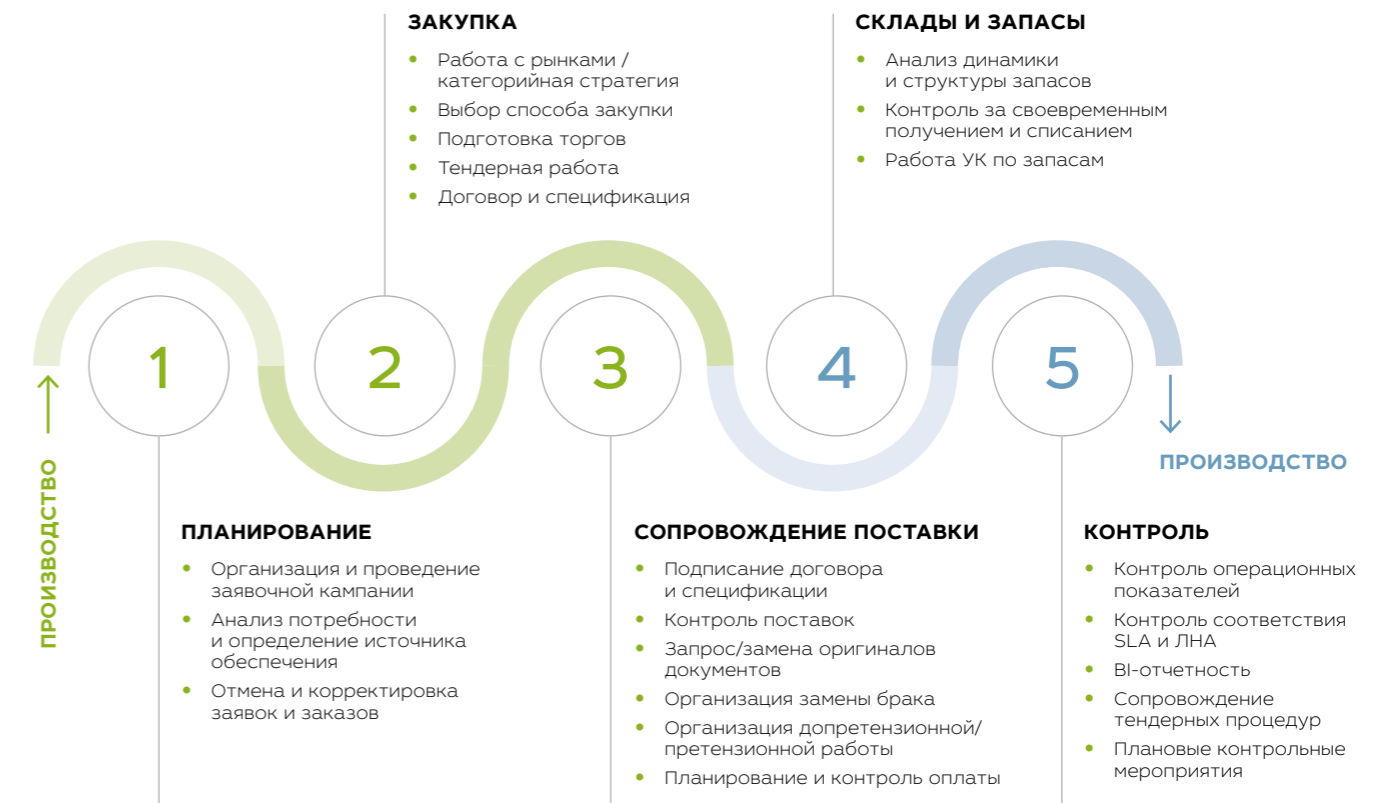 ЗАКУПКА
• Работа с рынками /
категорийная стратегия
• Выбор способа закупки
• Подготовка торгов
• Тендерная работа
• Договор и спецификация
СКЛАДЫ И ЗАПАСЫ
• Анализ динамики
и структуры запасов
• Контроль за своевременным
получением и списанием
• Работа УК по запасам
1
2
3
4
5
ПРОИЗВОДСТВО
ПРОИЗВОДСТВО
ПЛАНИРОВАНИЕ
• Организация и проведение
заявочной кампании
• Анализ потребности
и определение источника
обеспечения
• Отмена и корректировка
заявок и заказов
СОПРОВОЖДЕНИЕ ПОСТАВКИ
• Подписание договора
и спецификации
• Контроль поставок
• Запрос/замена оригиналов
документов
• Организация замены брака
• Организация допретензионной/
претензионной работы
• Планирование и контроль оплаты
КОНТРОЛЬ
• Контроль операционных
показателей
• Контроль соответствия
SLA и ЛНА
• BI-отчетность
• Сопровождение
тендерных процедур
• Плановые контрольные
мероприятия